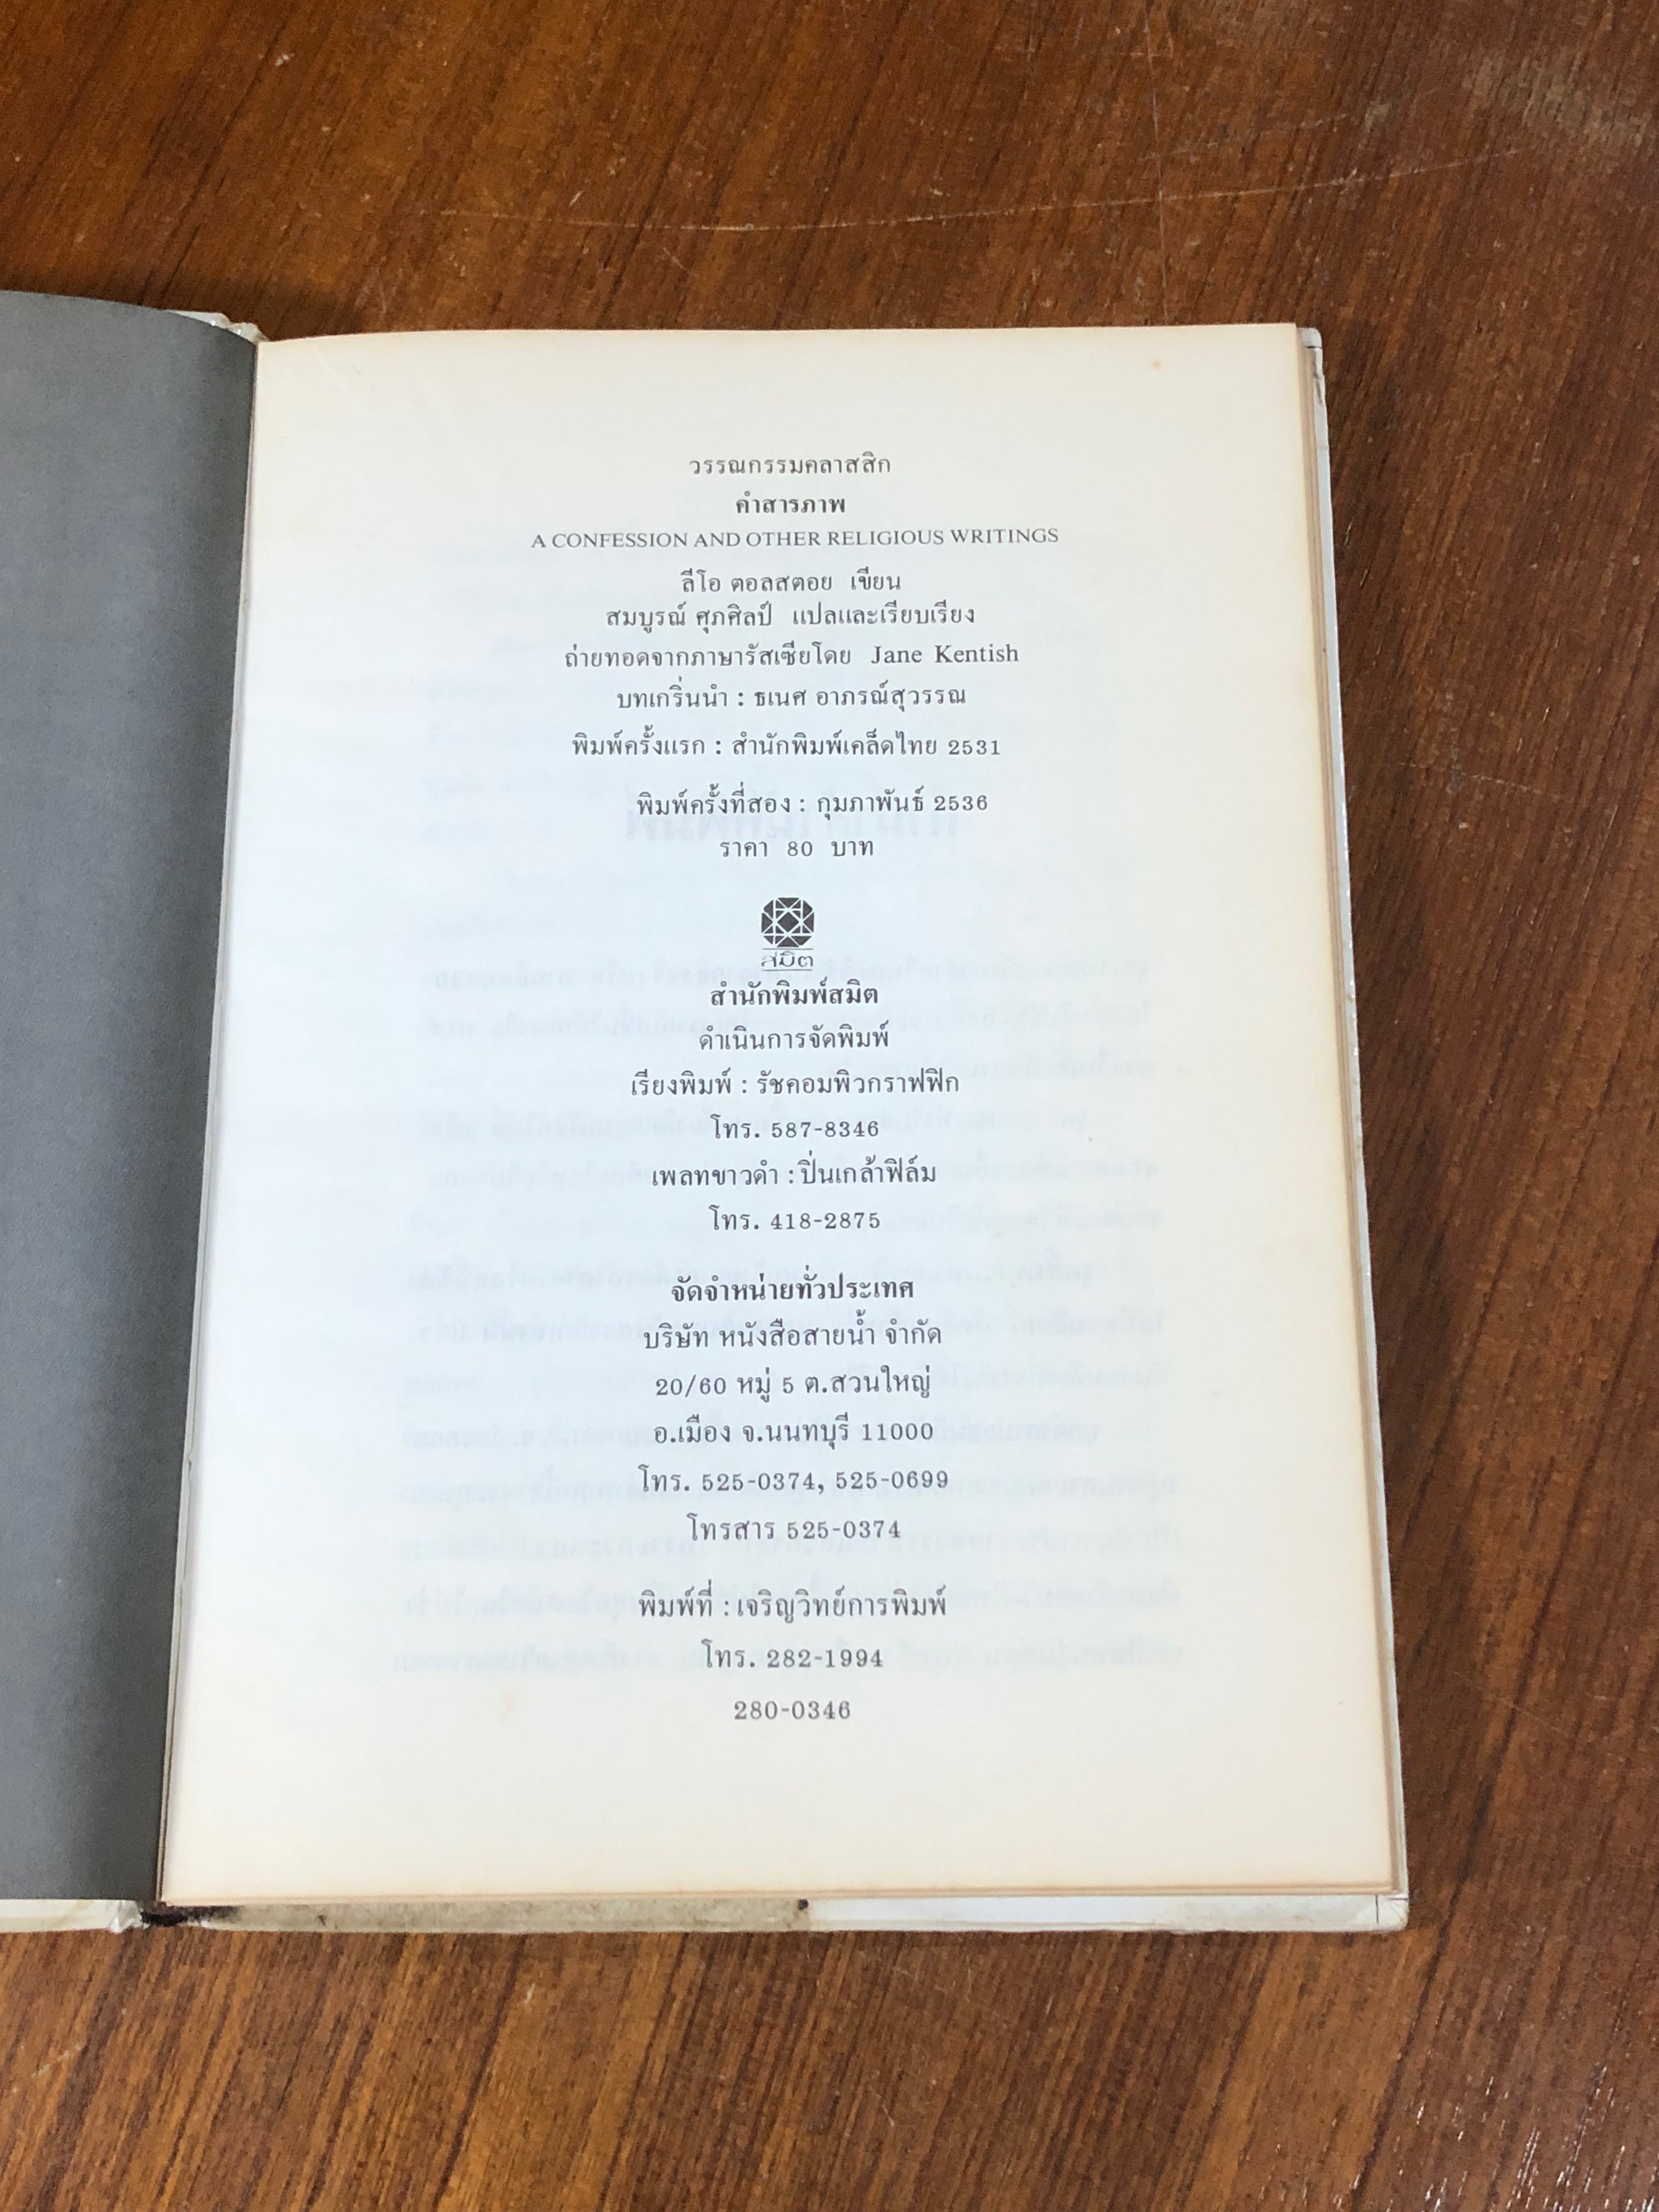 วรรณกรรมคลาสสิก
คำสารภาพ
A CONFESSION AND OTHER RELIGIOUS WRITINGS
ลีโอ ตอลสตอย เขียน
สมบูรณ์ ศุภศิลป์ แปลและเรียบเรียง
ถ่ายทอดจากภาษารัสเซียโดย Jane Kentish
บทเกริ่นนำ : ธเนศ อาภรณ์สุวรรณ
พิมพ์ครั้งแรก : สำนักพิมพ์เคล็ดไทย 2531
พิมพ์ครั้งที่สอง : กุมภาพันธ์ 2536
ราคา 80 บาท
สมิต
สำนักพิมพ์สมิต
ดำเนินการจัดพิมพ์
เรียงพิมพ์ : รัชคอมพิวกราฟฟิก
โทร. 587-8346
เพลทขาวดำ : ปิ่นเกล้าฟิล์ม
โทร. 418-2875
จัดจำหน่ายทั่วประเทศ
บริษัท หนังสือสายน้ำ จำกัด
20/60 หมู่ 5 ต.สวนใหญ่
อ.เมือง จ.นนทบุรี 11000
โทร. 525-0374, 525-0699
โทรสาร 525-0374
พิมพ์ที่ : เจริญวิทย์การพิมพ์
โทร. 282-1994
280-0346